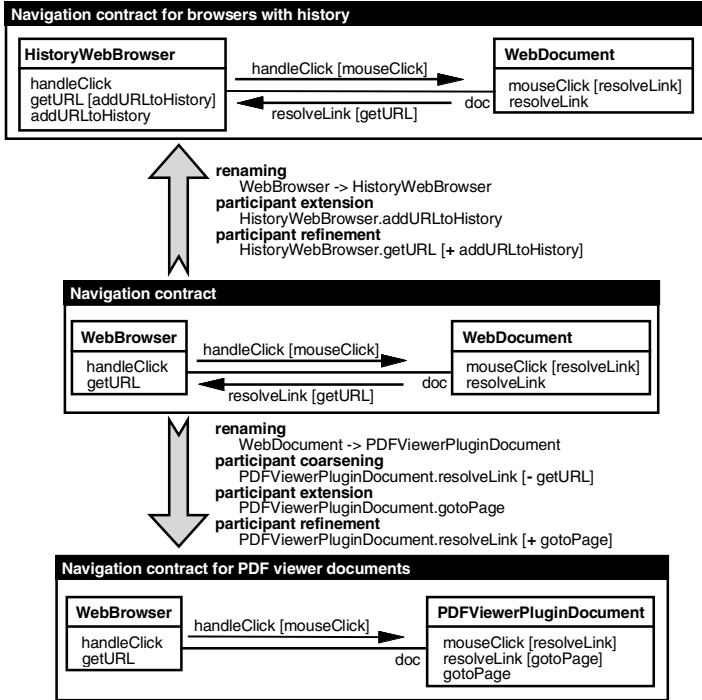 Navigation contract for browsers with history
HistoryWebBrowser
handleClick
getURL [addURLtoHistory]
addURLtoHistory
handleClick [mouseClick]
resolveLink [getURL]
doc
WebDocument
mouseClick [resolveLink]
resolveLink
renaming
WebBrowser -> HistoryWebBrowser
participant extension
HistoryWebBrowser.addURLtoHistory
participant refinement
HistoryWebBrowser.getURL [+ addURLtoHistory]
Navigation contract
WebBrowser
handleClick
getURL
handleClick [mouseClick]
resolveLink [getURL]
doc
WebDocument
mouseClick [resolveLink]
resolveLink
renaming
WebDocument -> PDFViewerPluginDocument
participant coarsening
PDFViewerPluginDocument.resolveLink [- getURL]
participant extension
PDFViewerPluginDocument.gotoPage
participant refinement
PDFViewerPluginDocument.resolveLink [+ gotoPage]
Navigation contract for PDF viewer documents
WebBrowser
handleClick
getURL
handleClick [mouseClick]
doc
PDFViewerPluginDocument
mouseClick [resolveLink]
resolveLink [gotoPage]
gotoPage